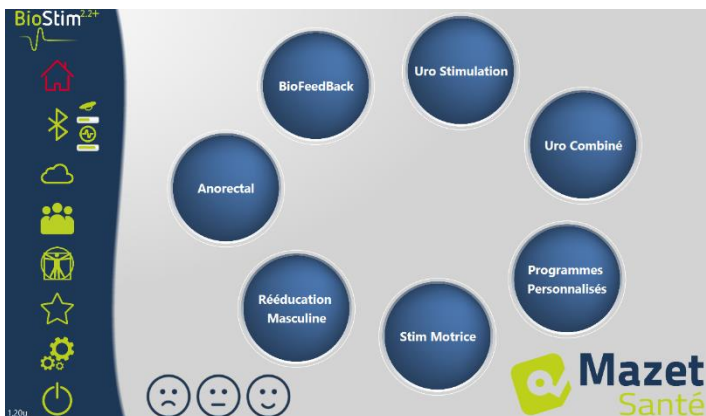 BioStim2.2+
BioFeedBack
Uro Stimulation
Uro Combiné
Anorectal
Programmes
Personnalisés
Rééducation
Masculine
Stim Motrice
Mazet
Santé
1.20u